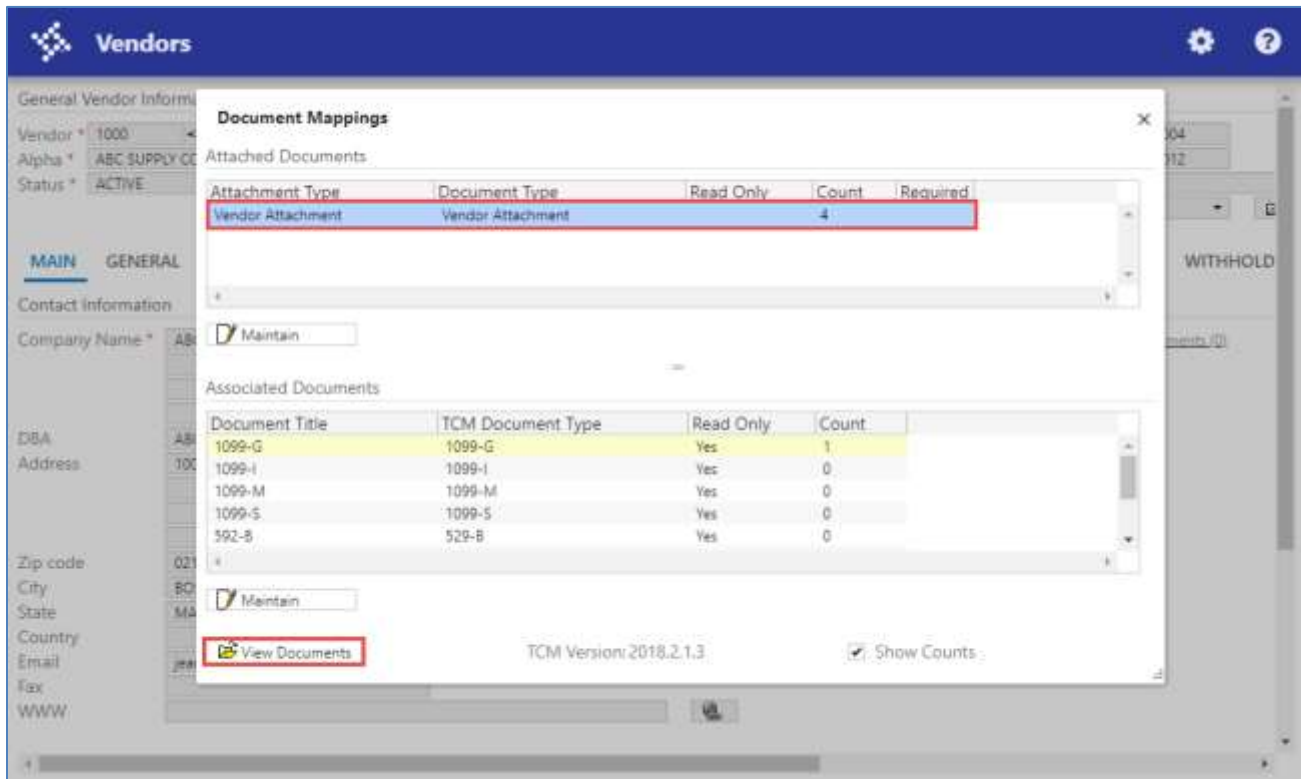 Vendors
General Vendor Inform
Document Mappings
Vendor * 1000
Alpha * ABC SUPPLY CO
Attached Documents
Status * ACTIVE
Attachment Type Document Type Read Only Count Required
Vendor Attachment Vendor Attachment 4
MAIN GENERAL WITHHOLD
Contact Information
Company Name *
Maintain
Associated Documents
Document Title TCM Document Type Read Only Count
DBA
1099-G 1099-G Yes 1
Address 100
1099-I 1099-I Yes 0
1099-M 1099-M Yes 0
1099-S 1099-S Yes 0
592-B 529-B Yes 0
Zip code 021
City BO
Maintain
State MA
Country
Email
View Documents TCM Version: 2018.2.1.3 Show Counts
Fax
WWW